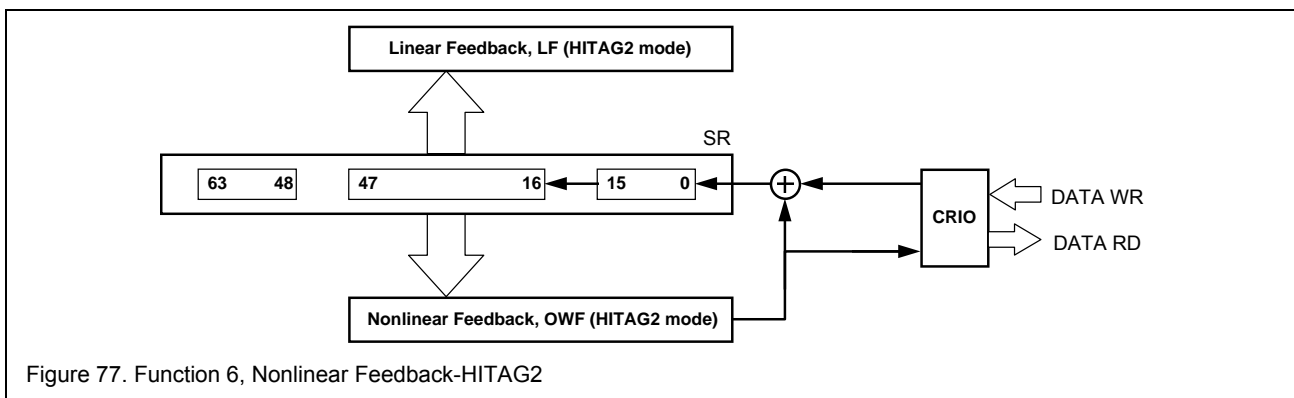 Linear Feedback, LF (HITAG2 mode)
SR
63 48 47 16 15 0
CRIO
DATA WR
DATA RD
Nonlinear Feedback, OWF (HITAG2 mode)
Figure 77. Function 6, Nonlinear Feedback-HITAG2